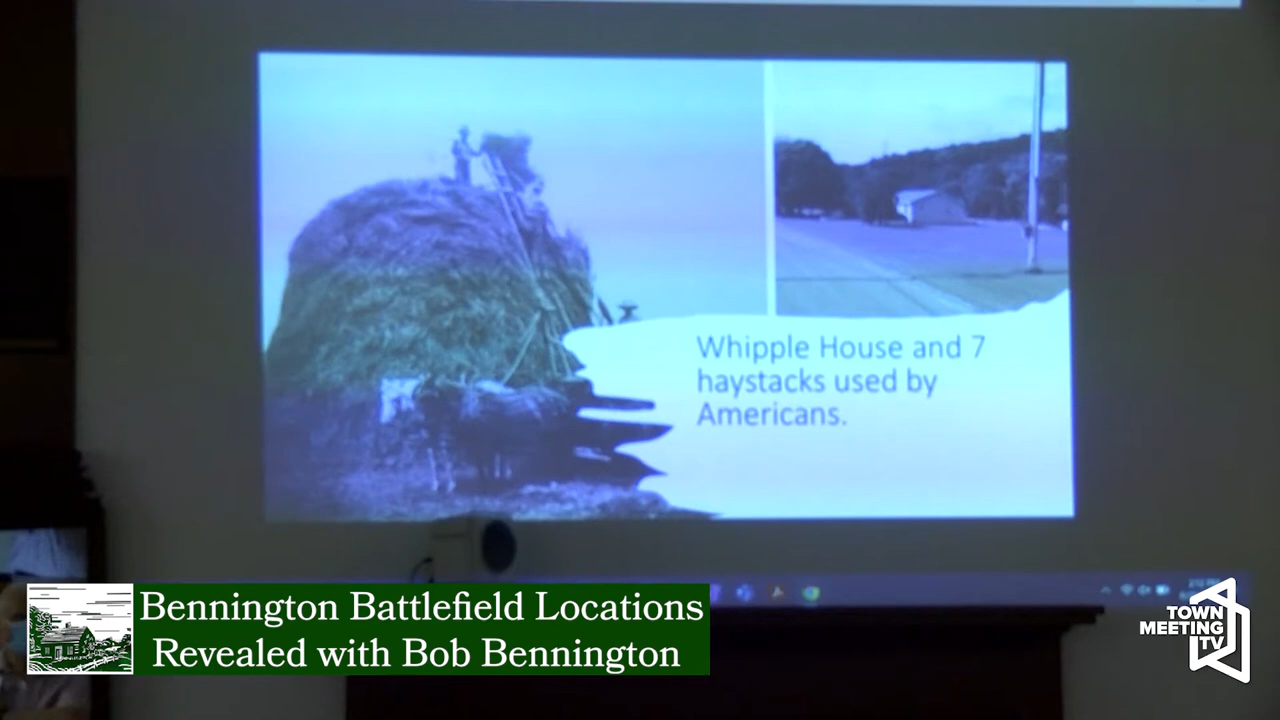 Whipple House and 7
haystacks used by
Americans.
Bennington Battlefield Locations
Revealed with Bob Bennington
TOWN
MEETING
TV